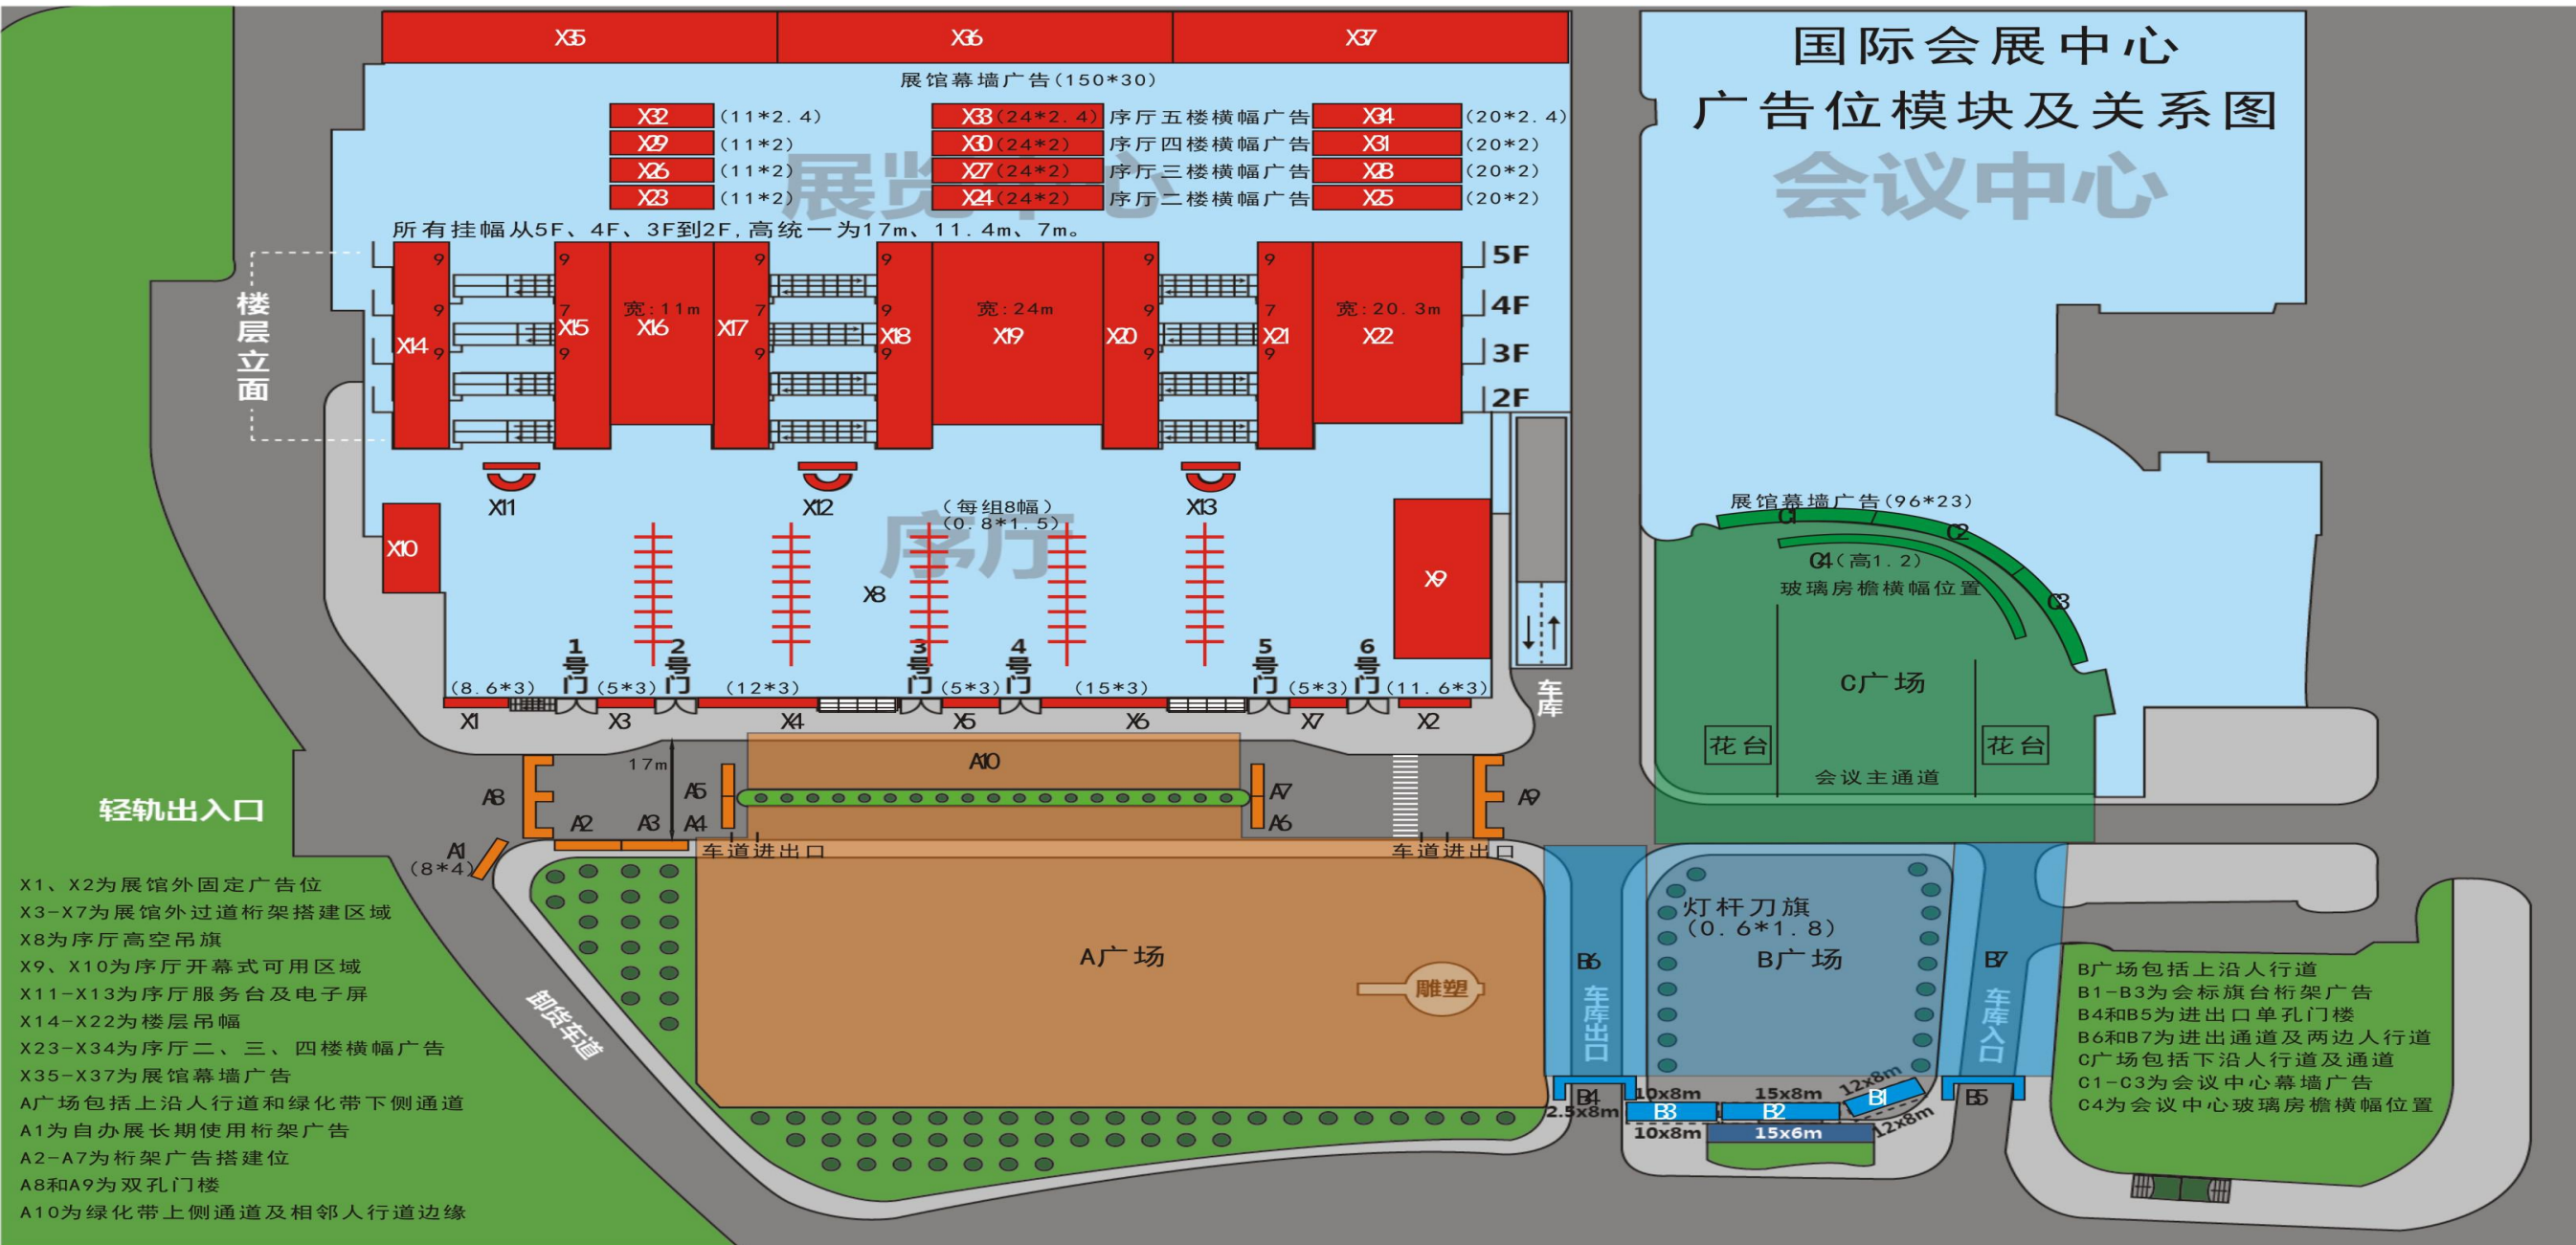 国际会展中心
广告位模块及关系图
会议中心
X35
X36
X37
展馆幕墙广告(150*30)
展览中心
X32 (11*2.4) X33(24*2.4) 序厅五楼横幅广告 X34 (20*2.4)
X29 (11*2) X30(24*2) 序厅四楼横幅广告 X31 (20*2)
X26 (11*2) X27(24*2) 序厅三楼横幅广告 X28 (20*2)
X23 (11*2) X24(24*2) 序厅二楼横幅广告 X25 (20*2)
所有挂幅从5F、4F、3F到2F,高统一为17m、11.4m、7m。
楼层立面
9 9 9 9 9 9
9 7 7 9 9 7
9 9 9 9 9 9
宽:11m
宽:24m
宽:20.3m
X14
X15
X16
X17
X18
X19
X20
X21
X22
5F
4F
3F
2F
X11
X12
X13
(每组8幅)
(0.8*1.5)
序厅
X10
X8
X9
1号门
2号门
3号门
4号门
5号门
6号门
(8.6*3)
(5*3)
(12*3)
(5*3)
(15*3)
(5*3)
(11.6*3)
X1
X3
X4
X5
X6
X7
X2
车库
展馆幕墙广告(96*23)
C1
C2
C3
C4(高1.2)
玻璃房檐横幅位置
C广场
花台
花台
会议主通道
17m
A10
A8
A5
A7
A9
A2
A3
A4
A6
A1
(8*4)
车道进出口
车道进出口
轻轨出入口
卸货车道
A广场
雕塑
灯杆刀旗
(0.6*1.8)
B广场
B6
车库出口
B7
车库入口
B4
2.5x8m
10x8m
B3
10x8m
15x8m
B2
15x6m
12x8m
B1
12x8m
B5
X1、X2为展馆外固定广告位
X3-X7为展馆外过道桁架搭建区域
X8为序厅高空吊旗
X9、X10为序厅开幕式可用区域
X11-X13为序厅服务台及电子屏
X14-X22为楼层吊幅
X23-X34为序厅二、三、四楼横幅广告
X35-X37为展馆幕墙广告
A广场包括上沿人行道和绿化带下侧通道
A1为自办展长期使用桁架广告
A2-A7为桁架广告搭建位
A8和A9为双孔门楼
A10为绿化带上侧通道及相邻人行道边缘
B广场包括上沿人行道
B1-B3为会标旗台桁架广告
B4和B5为进出口单孔门楼
B6和B7为进出通道及两边人行道
C广场包括下沿人行道及通道
C1-C3为会议中心幕墙广告
C4为会议中心玻璃房檐横幅位置